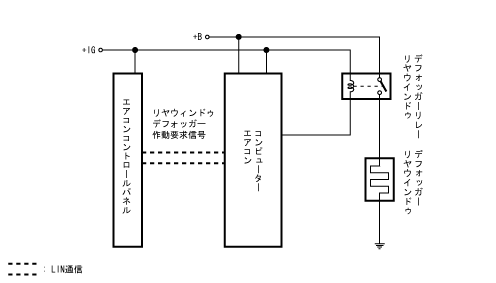 +B
+IG
リヤウインドゥ
デフォッガーリレー
リヤウィンドゥ
デフォッガー
作動要求信号
エアコンコントロールパネル
エアコン
コンピューター
リヤウインドゥ
デフォッガー
: LIN通信